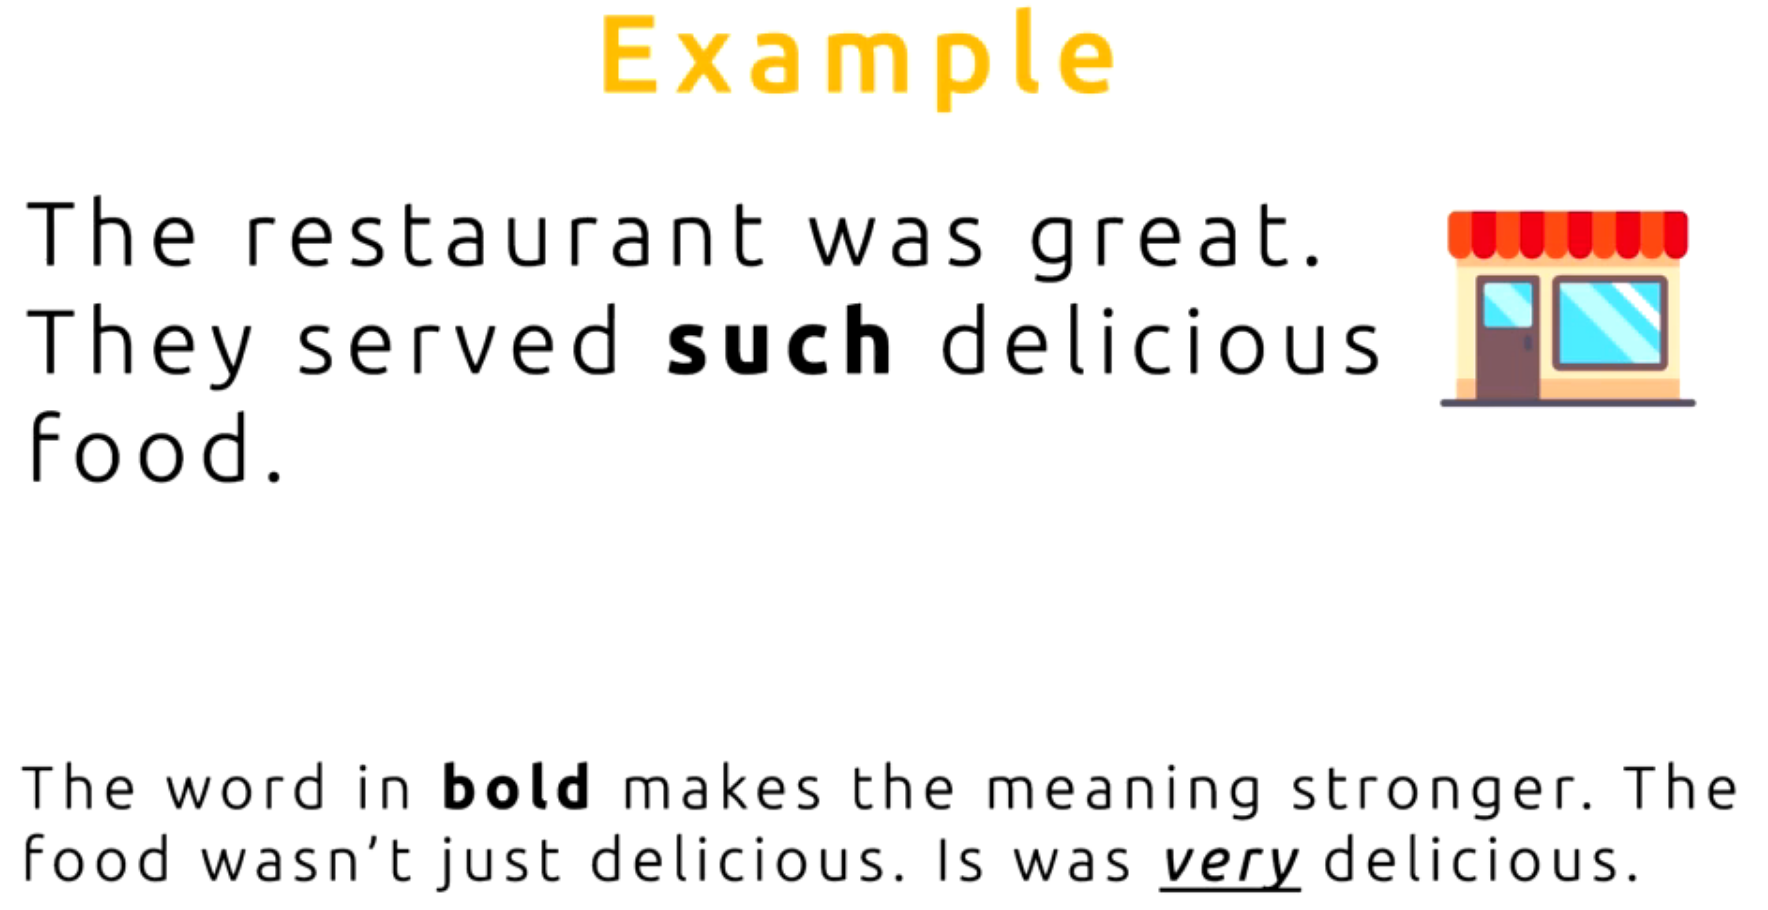 Example
The restaurant was great.
They served such delicious
food.
The word in bold makes the meaning stronger. The
food wasn’t just delicious. Is was very delicious.